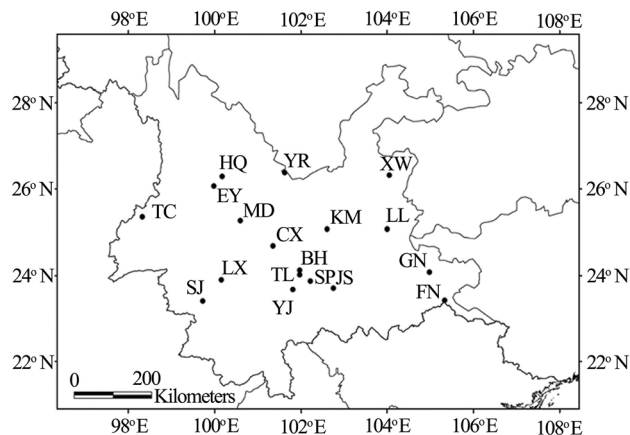 98°E 100°E 102°E 104°E 106°E 108°E
28°N 28°N
HQ YR XW
26°N 26°N
EY
TC MD KM LL
CX
BH GN
24°N LX TL SPJS 24°N
SJ YJ FN
22°N 22°N
0 200
Kilometers
98°E 100°E 102°E 104°E 106°E 108°E